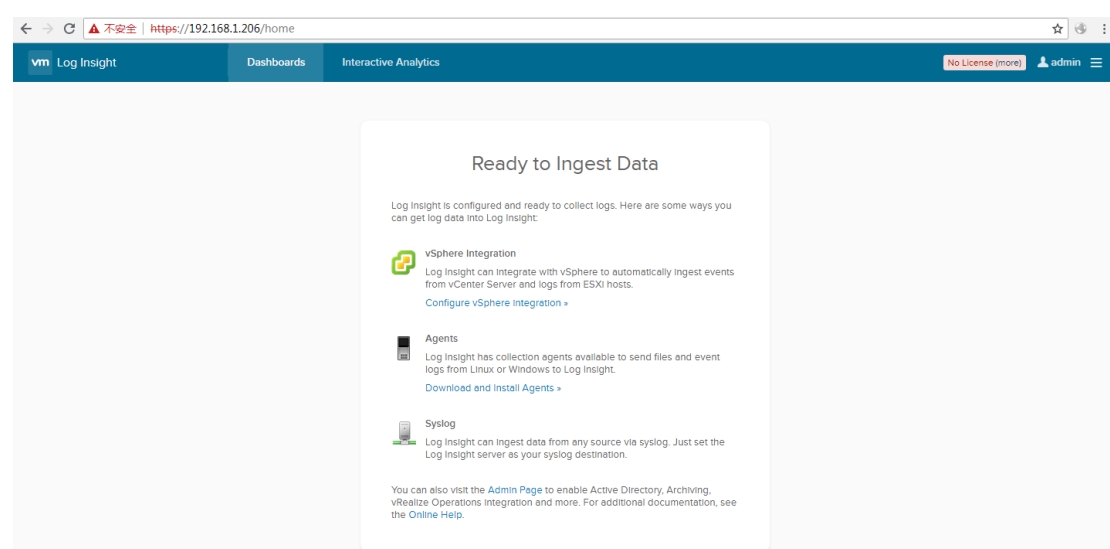 不安全 | https://192.168.1.206/home
vm Log Insight Dashboards Interactive Analytics No License (more) admin
Ready to Ingest Data
Log Insight is configured and ready to collect logs. Here are some ways you
can get log data into Log Insight:
vSphere Integration
Log Insight can integrate with vSphere to automatically ingest events
from vCenter Server and logs from ESXi hosts.
Configure vSphere integration »
Agents
Log Insight has collection agents available to send files and event
logs from Linux or Windows to Log Insight.
Download and Install Agents »
Syslog
Log Insight can ingest data from any source via syslog. Just set the
Log Insight server as your syslog destination.
You can also visit the Admin Page to enable Active Directory, Archiving,
vRealize Operations integration and more. For additional documentation, see
the Online Help.